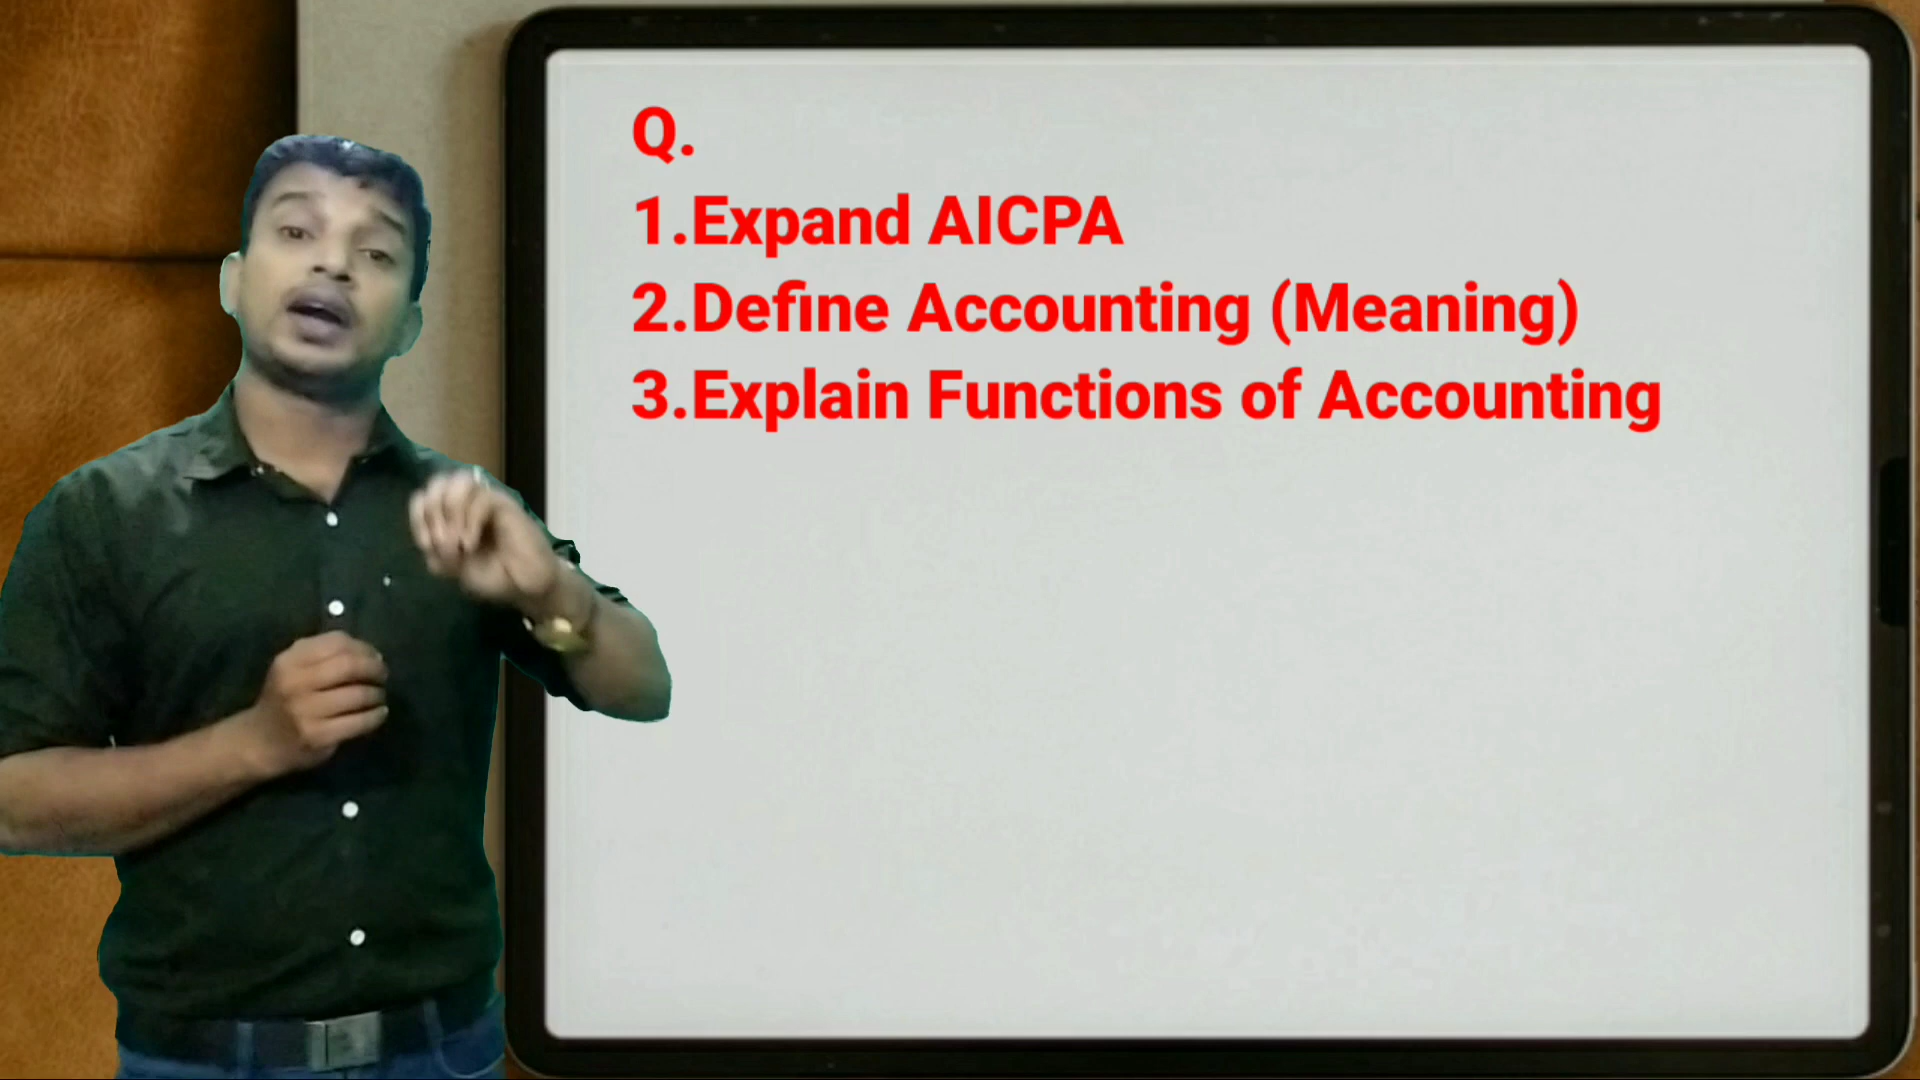 Q.
1.Expand AICPA
2.Define Accounting (Meaning)
3.Explain Functions of Accounting